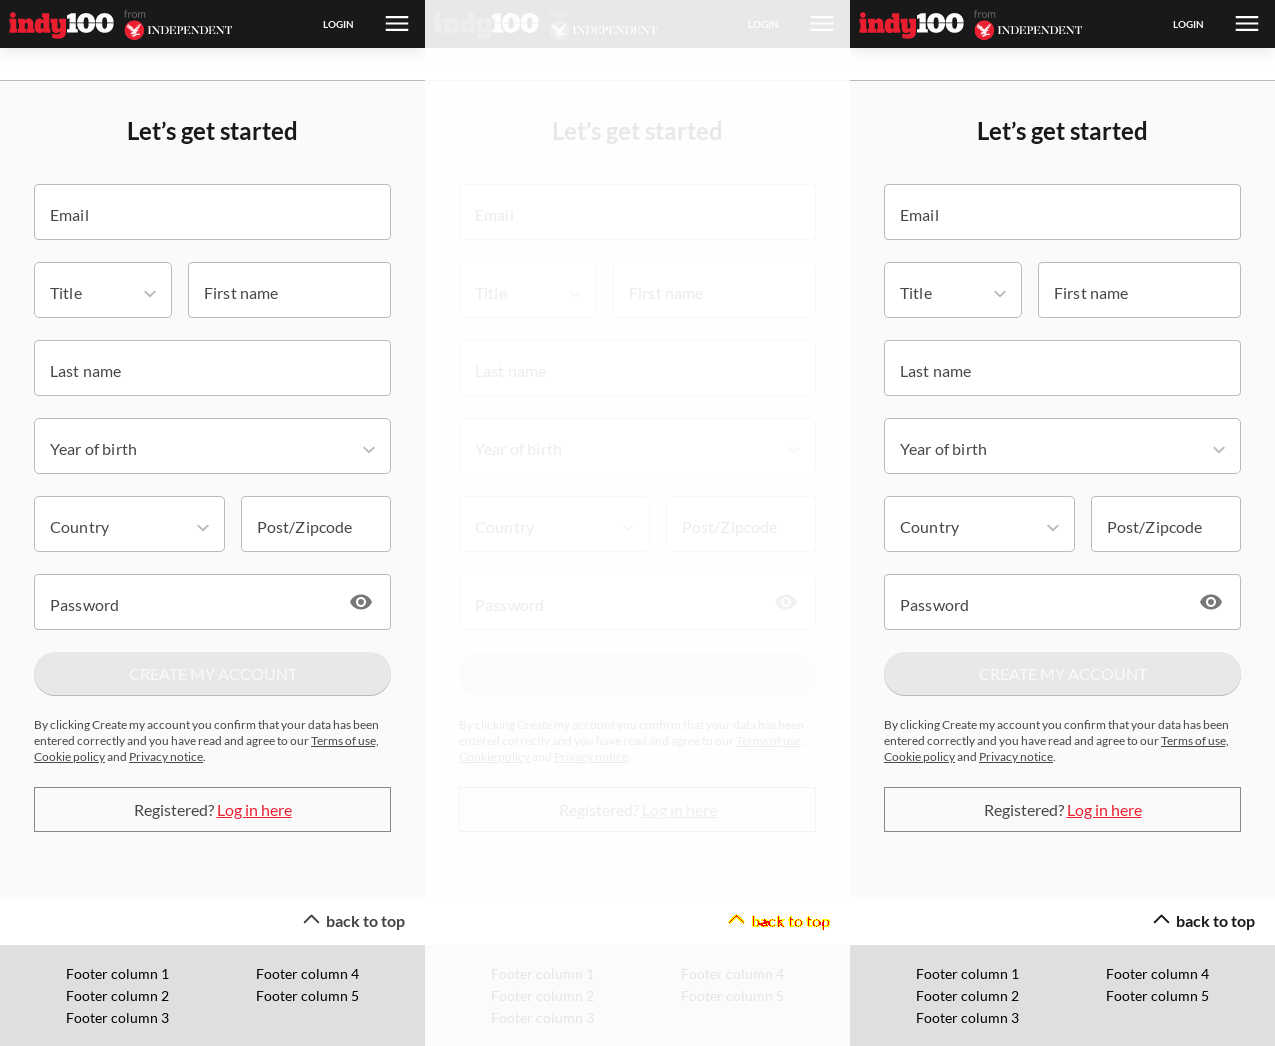 indy100 from INDEPENDENT LOGIN
Let's get started
Email
Title First name
Last name
Year of birth
Country Post/Zipcode
Password
CREATE MY ACCOUNT
By clicking Create my account you confirm that your data has been
entered correctly and you have read and agree to our Terms of use,
Cookie policy and Privacy notice.
Registered? Log in here
back to top
Footer column 1 Footer column 4
Footer column 2 Footer column 5
Footer column 3
indy100 from INDEPENDENT LOGIN
Let's get started
Email
Title First name
Last name
Year of birth
Country Post/Zipcode
Password
By clicking Create my account you confirm that your data has been
entered correctly and you have read and agree to our Terms of use,
Cookie policy and Privacy notice.
Registered? Log in here
back to top
Footer column 1 Footer column 4
Footer column 2 Footer column 5
Footer column 3
indy100 from INDEPENDENT LOGIN
Let's get started
Email
Title First name
Last name
Year of birth
Country Post/Zipcode
Password
CREATE MY ACCOUNT
By clicking Create my account you confirm that your data has been
entered correctly and you have read and agree to our Terms of use,
Cookie policy and Privacy notice.
Registered? Log in here
back to top
Footer column 1 Footer column 4
Footer column 2 Footer column 5
Footer column 3